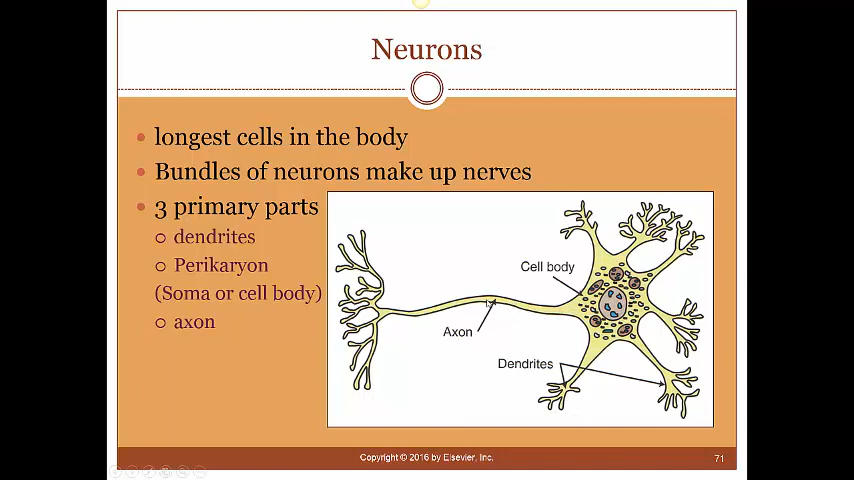 Neurons
longest cells in the body
Bundles of neurons make up nerves
3 primary parts
dendrites
Perikaryon
(Soma or cell body)
axon
Cell body
Axon
Dendrites
Copyright © 2016 by Elsevier, Inc.
71